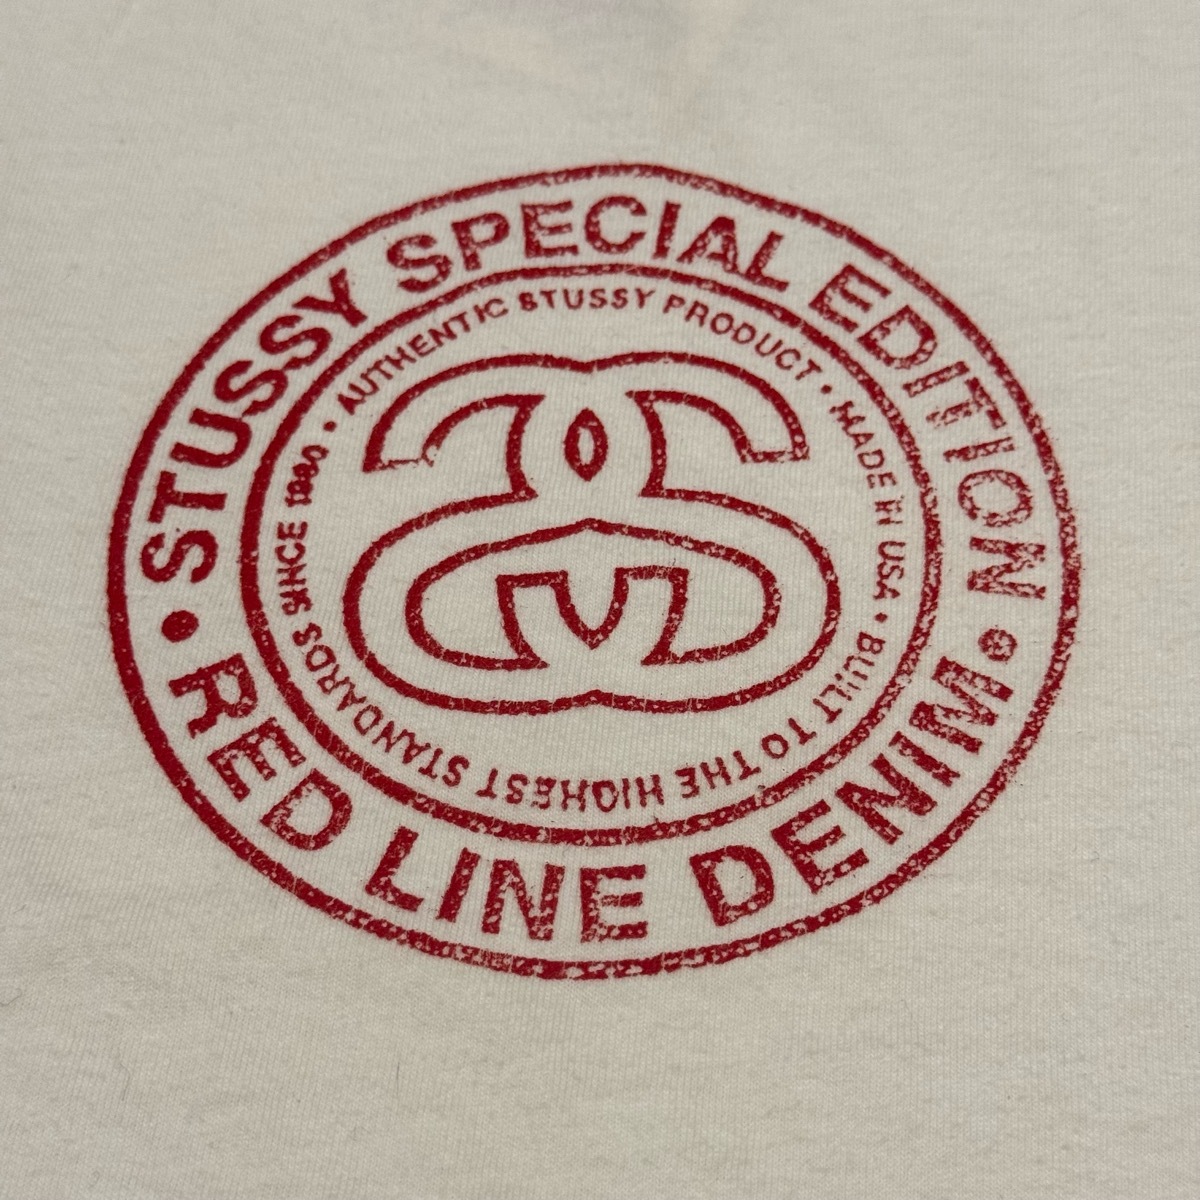 • STUSSY SPECIAL EDITION •
RED LINE DENIM
• AUTHENTIC STUSSY PRODUCT • MADE IN USA • BUILT TO THE HIGHEST STANDARDS SINCE 1980